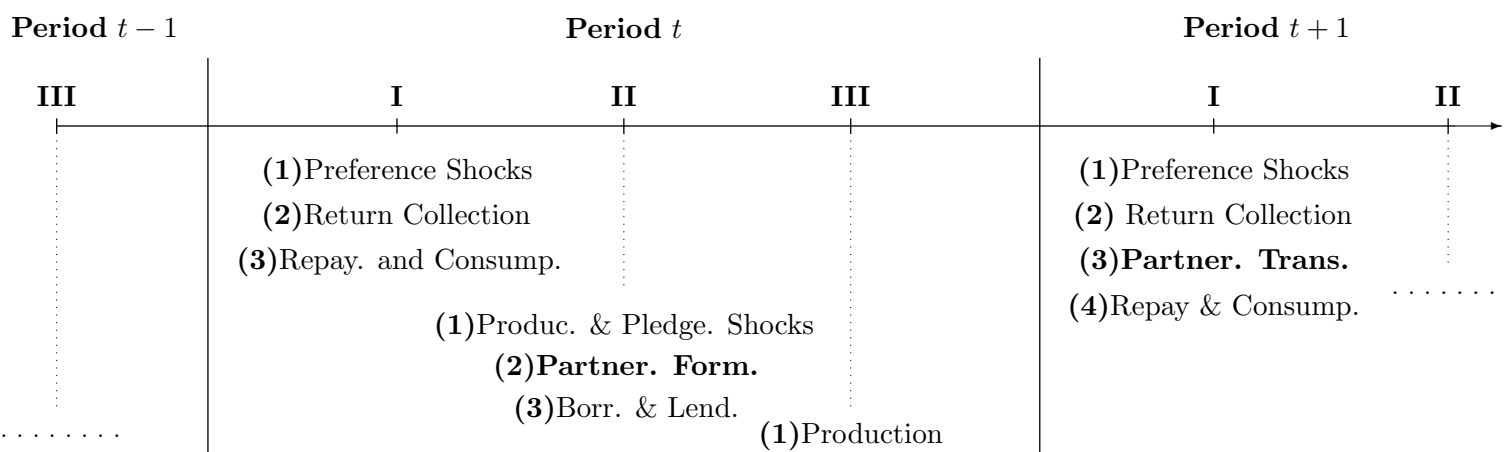 Period t − 1 Period t Period t + 1
III I II III I II
(1)Preference Shocks (1)Preference Shocks
(2)Return Collection (2) Return Collection
(3)Repay. and Consump. (3)Partner. Trans.
. . . . . . .
(4)Repay & Consump.
(1)Produc. & Pledge. Shocks
(2)Partner. Form.
(3)Borr. & Lend.
. . . . . . . . (1)Production